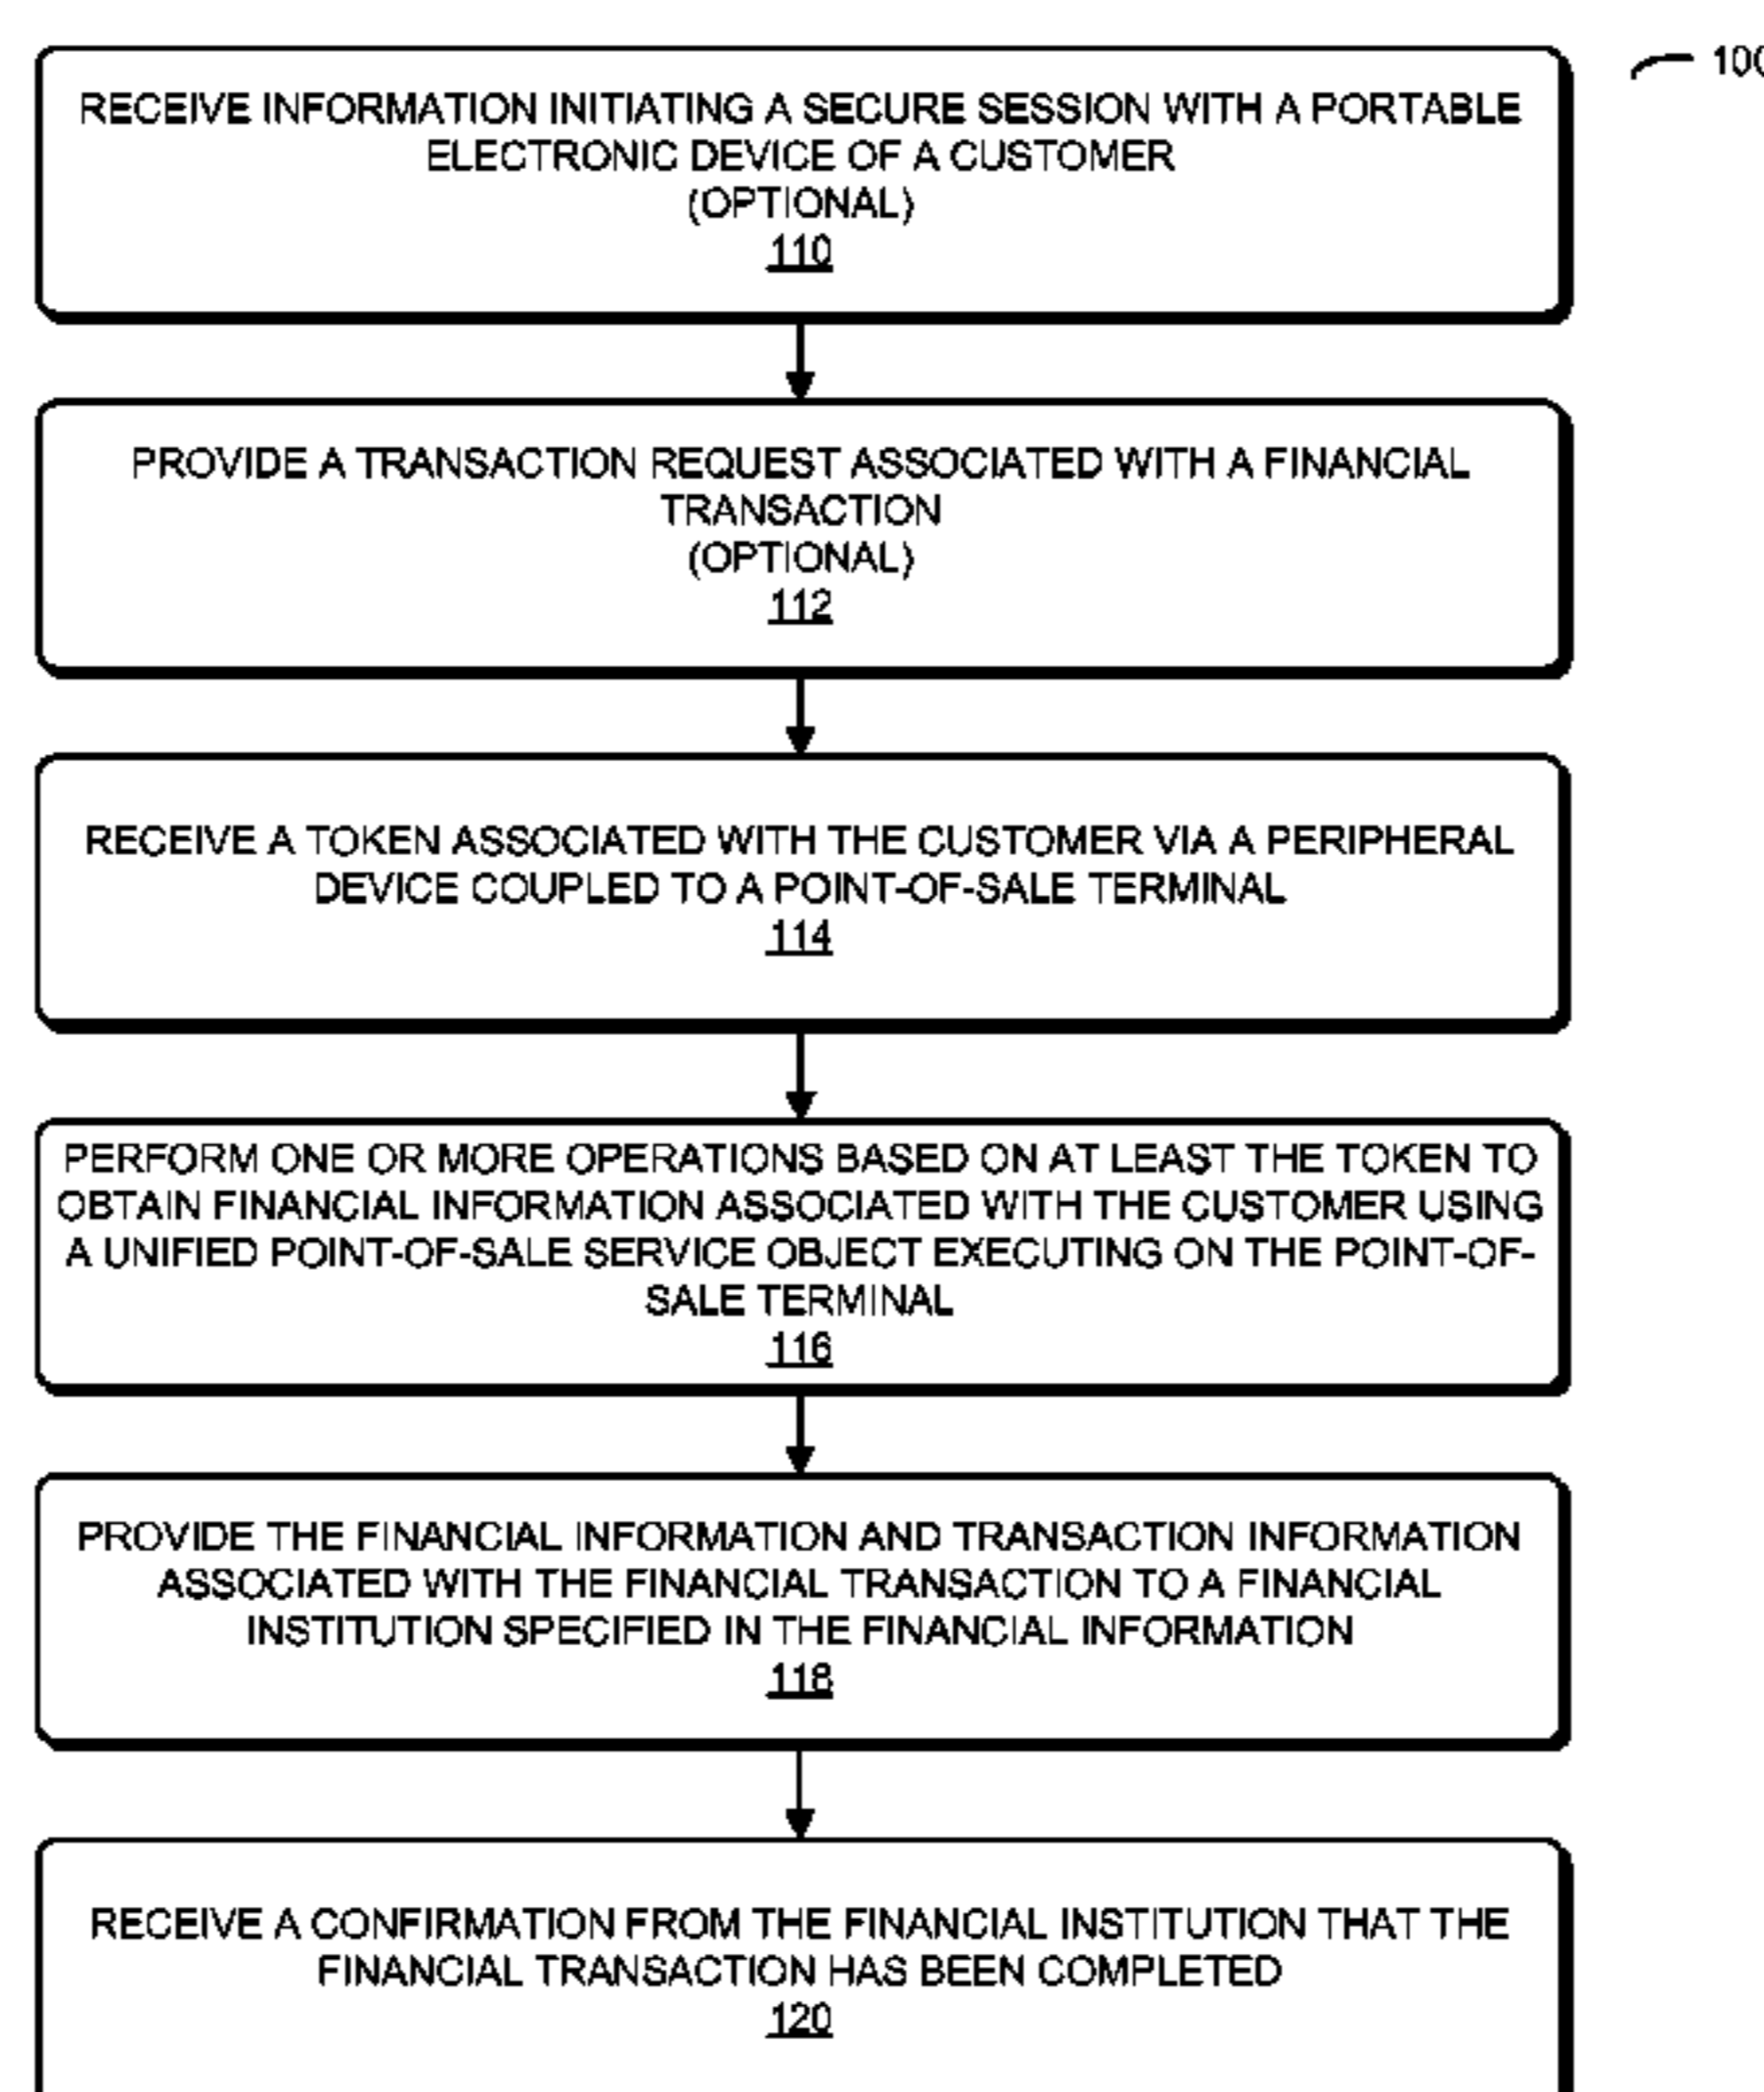 100
RECEIVE INFORMATION INITIATING A SECURE SESSION WITH A PORTABLE
ELECTRONIC DEVICE OF A CUSTOMER
(OPTIONAL)
110
PROVIDE A TRANSACTION REQUEST ASSOCIATED WITH A FINANCIAL
TRANSACTION
(OPTIONAL)
112
RECEIVE A TOKEN ASSOCIATED WITH THE CUSTOMER VIA A PERIPHERAL
DEVICE COUPLED TO A POINT-OF-SALE TERMINAL
114
PERFORM ONE OR MORE OPERATIONS BASED ON AT LEAST THE TOKEN TO
OBTAIN FINANCIAL INFORMATION ASSOCIATED WITH THE CUSTOMER USING
A UNIFIED POINT-OF-SALE SERVICE OBJECT EXECUTING ON THE POINT-OF-
SALE TERMINAL
116
PROVIDE THE FINANCIAL INFORMATION AND TRANSACTION INFORMATION
ASSOCIATED WITH THE FINANCIAL TRANSACTION TO A FINANCIAL
INSTITUTION SPECIFIED IN THE FINANCIAL INFORMATION
118
RECEIVE A CONFIRMATION FROM THE FINANCIAL INSTITUTION THAT THE
FINANCIAL TRANSACTION HAS BEEN COMPLETED
120